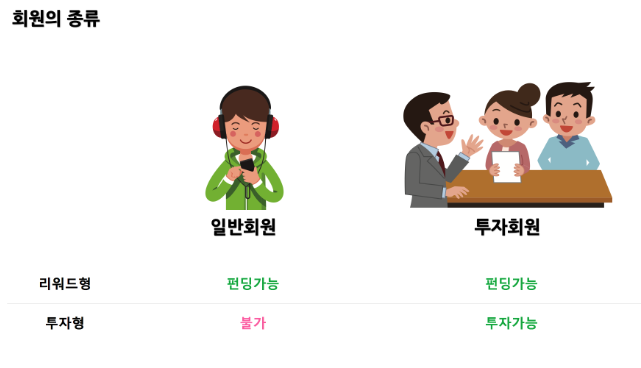 회원의 종류
일반회원 투자회원
리워드형 펀딩가능 펀딩가능
투자형 불가 투자가능